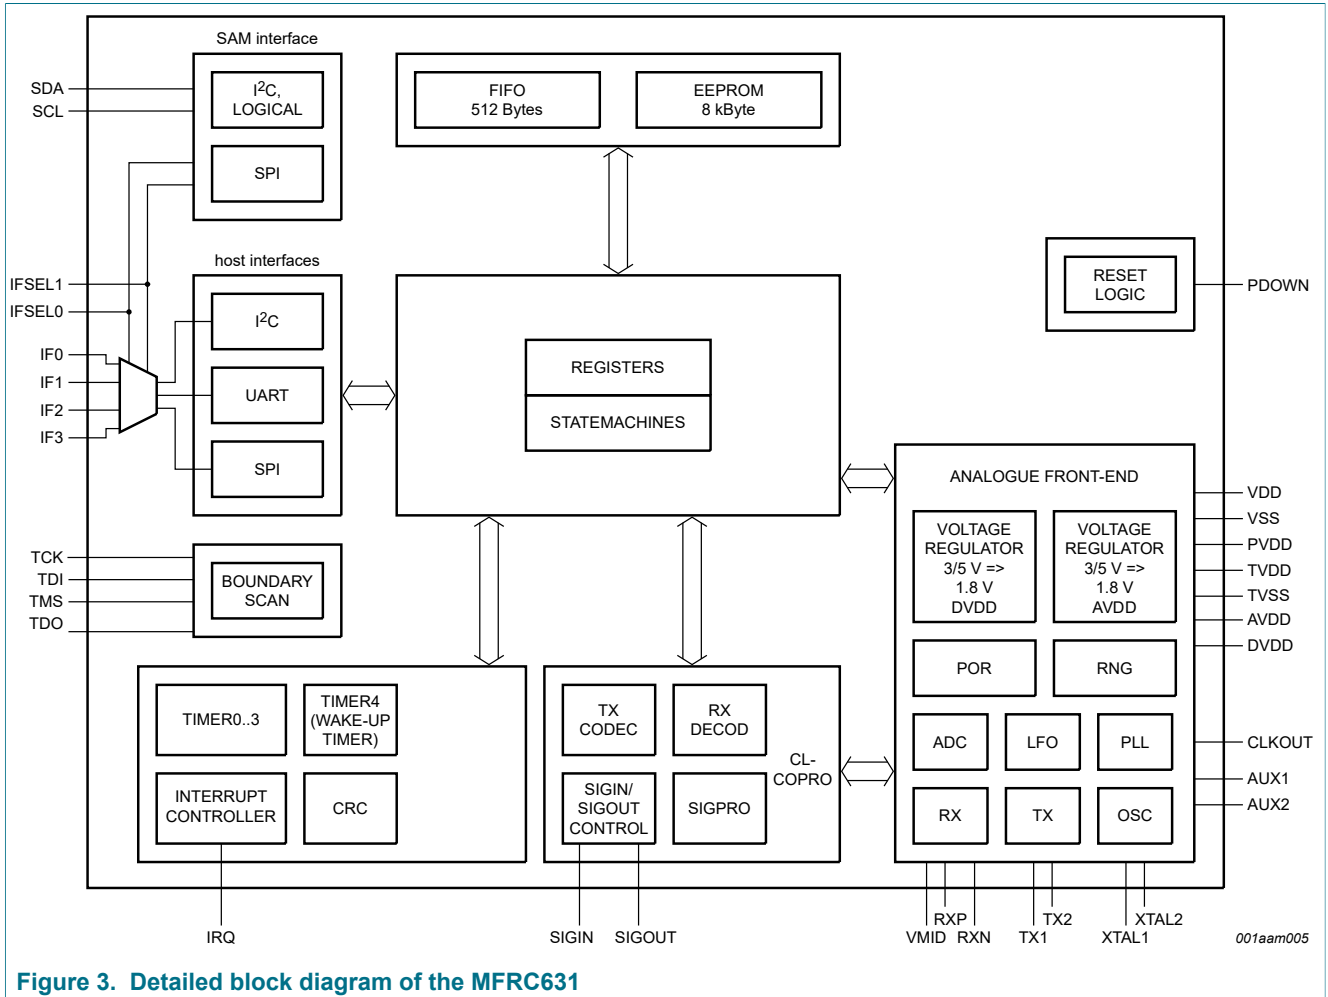 SAM interface
SDA
SCL
I2C,
LOGICAL
SPI
FIFO
512 Bytes
EEPROM
8 kByte
host interfaces
IFSEL1
IFSEL0
IF0
IF1
IF2
IF3
I2C
UART
SPI
REGISTERS
STATEMACHINES
RESET
LOGIC
PDOWN
TCK
TDI
TMS
TDO
BOUNDARY
SCAN
ANALOGUE FRONT-END
VOLTAGE
REGULATOR
3/5 V =>
1.8 V
DVDD
VOLTAGE
REGULATOR
3/5 V =>
1.8 V
AVDD
POR
RNG
ADC
LFO
PLL
RX
TX
OSC
VDD
VSS
PVDD
TVDD
TVSS
AVDD
DVDD
CLKOUT
AUX1
AUX2
TIMER0..3
TIMER4
(WAKE-UP
TIMER)
INTERRUPT
CONTROLLER
CRC
TX
CODEC
RX
DECOD
SIGIN/
SIGOUT
CONTROL
SIGPRO
CL-
COPRO
IRQ
SIGIN
SIGOUT
VMID
RXP
RXN
TX1
TX2
XTAL1
XTAL2
001aam005
Figure 3. Detailed block diagram of the MFRC631